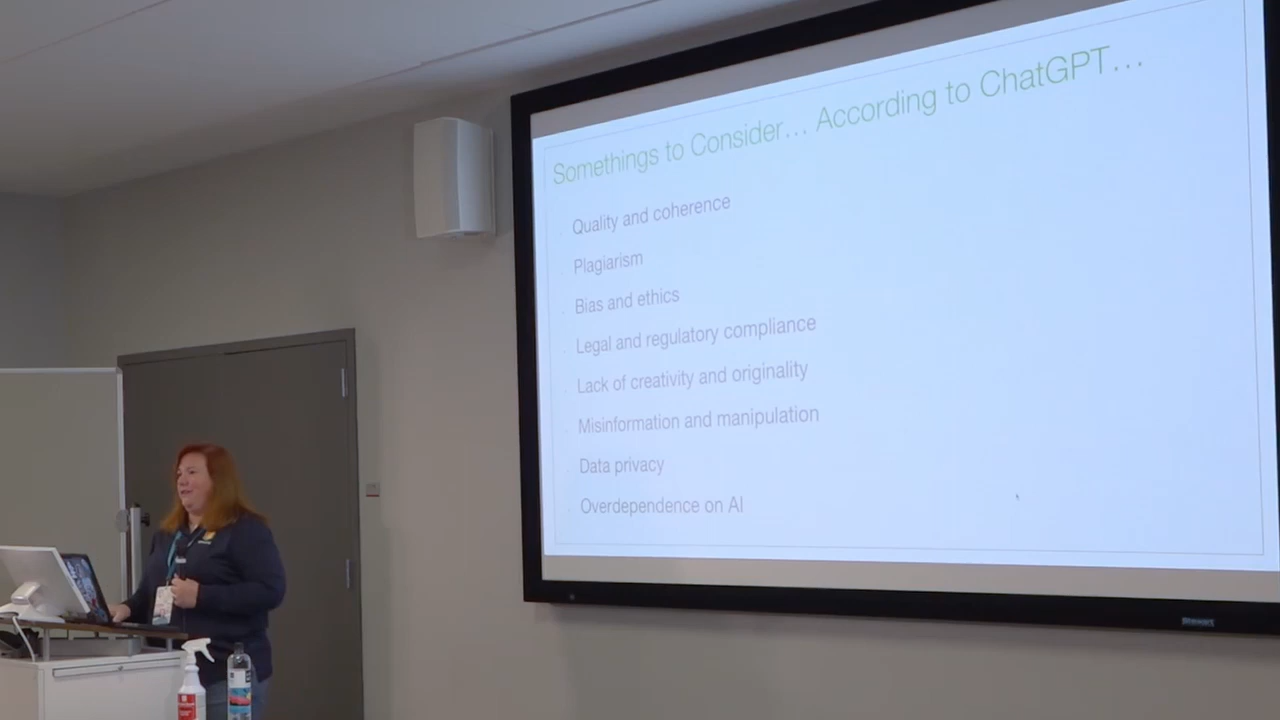 Somethings to Consider... According to ChatGPT...
Quality and coherence
Plagiarism
Bias and ethics
Legal and regulatory compliance
Lack of creativity and originality
Misinformation and manipulation
Data privacy
Overdependence on AI
Stewart